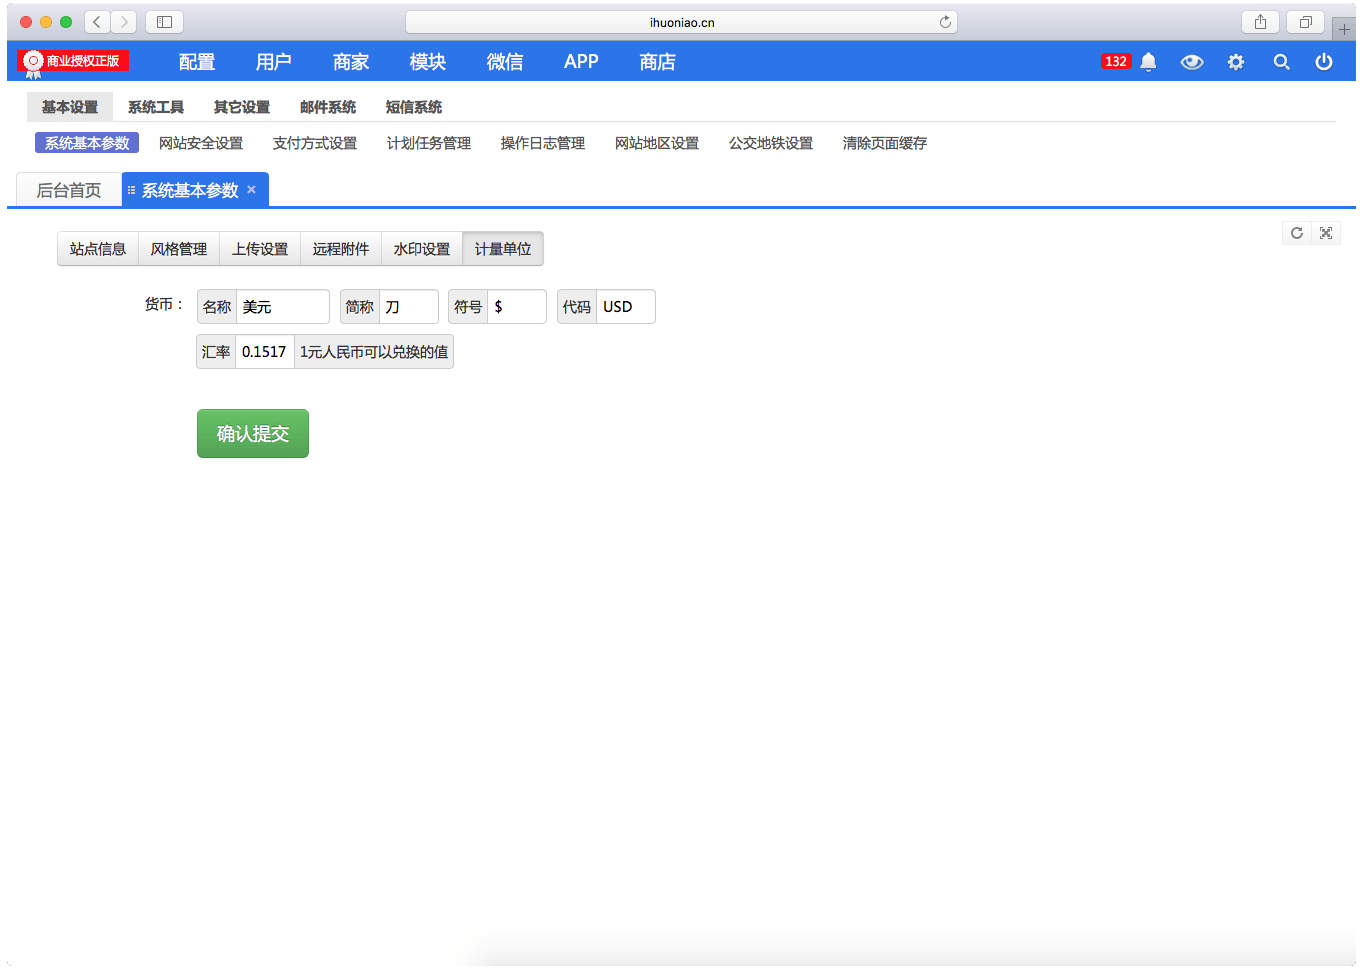 ihuoniao.cn
商业授权正版 配置 用户 商家 模块 微信 APP 商店 132
基本设置 系统工具 其它设置 邮件系统 短信系统
系统基本参数 网站安全设置 支付方式设置 计划任务管理 操作日志管理 网站地区设置 公交地铁设置 清除页面缓存
后台首页 系统基本参数 ×
站点信息 风格管理 上传设置 远程附件 水印设置 计量单位
货币： 名称 美元 简称 刀 符号 $ 代码 USD
汇率 0.1517 1元人民币可以兑换的值
确认提交